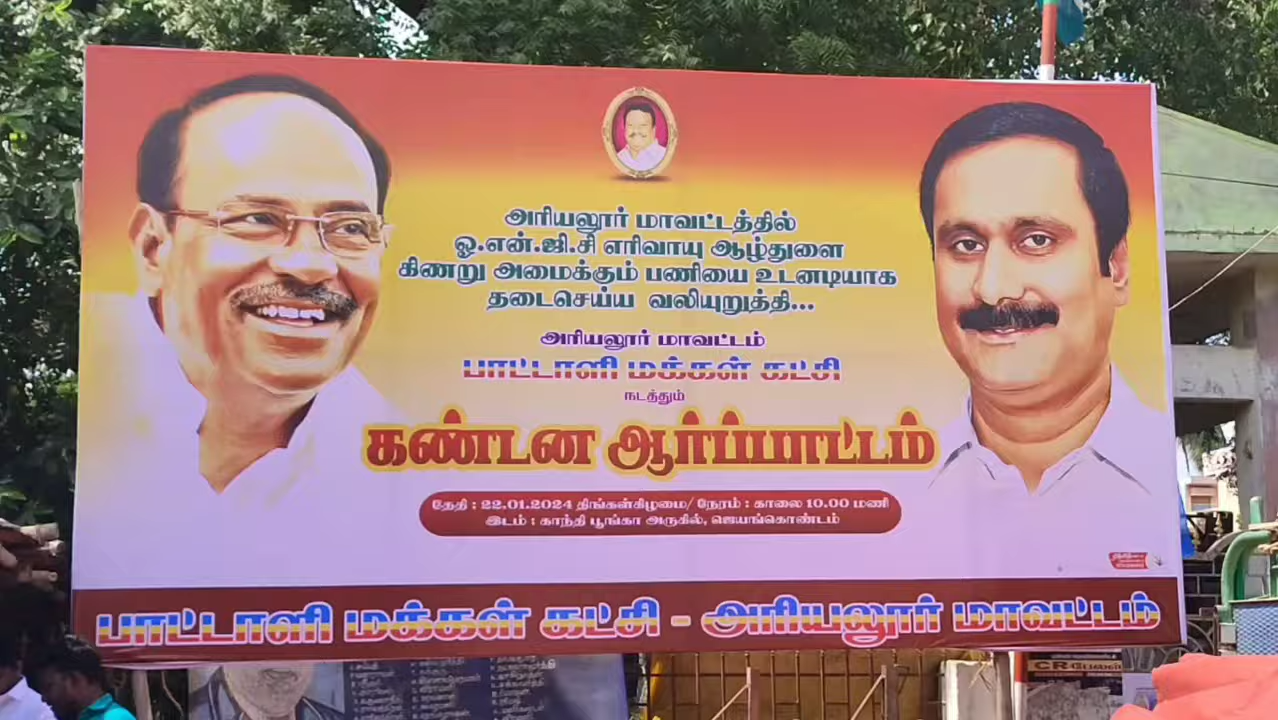 அரியலூர் மாவட்டத்தில்
ஓ.என்.ஜி.சி எரிவாயு ஆழ்துளை
கிணறு அமைக்கும் பணியை உடனடியாக
தடைசெய்ய வலியுறுத்தி...
அரியலூர் மாவட்டம்
பாட்டாளி மக்கள் கட்சி
நடத்தும்
கண்டன ஆர்ப்பாட்டம்
தேதி : 22.01.2024 திங்கள்கிழமை/ நேரம் : காலை 10.00 மணி
இடம் : காந்தி பூங்கா அருகில், ஜெயங்கொண்டம்
பாட்டாளி மக்கள் கட்சி - அரியலூர் மாவட்டம்
CR பேலஸ்